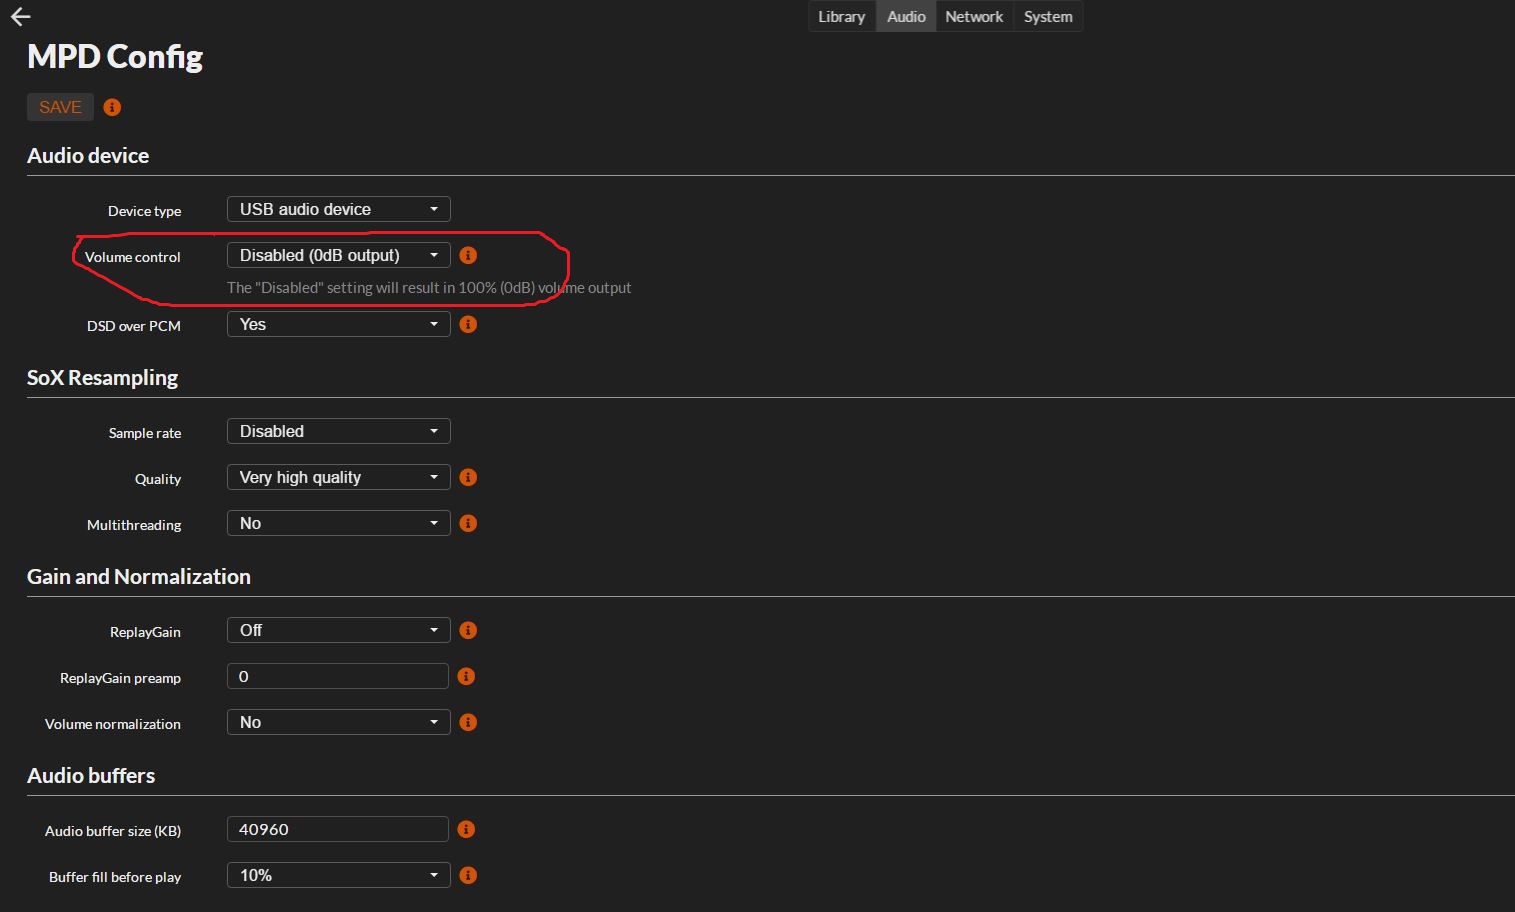 Library Audio Network System
MPD Config
SAVE
Audio device
Device type USB audio device
Volume control Disabled (0dB output)
The "Disabled" setting will result in 100% (0dB) volume output
DSD over PCM Yes
SoX Resampling
Sample rate Disabled
Quality Very high quality
Multithreading No
Gain and Normalization
ReplayGain Off
ReplayGain preamp 0
Volume normalization No
Audio buffers
Audio buffer size (KB) 40960
Buffer fill before play 10%